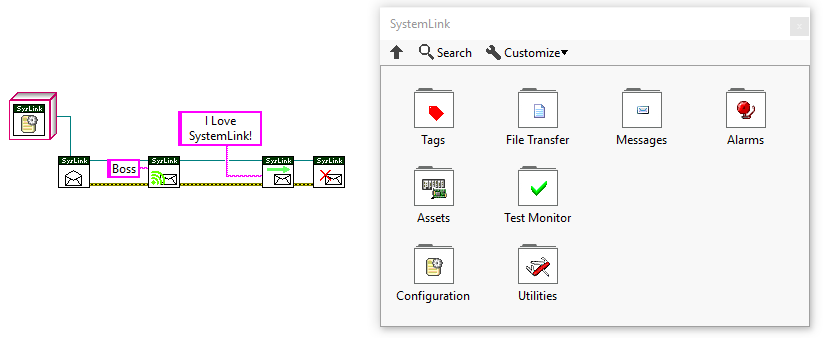 SystemLink
Search
Customize
SysLink
I Love
SystemLink!
SysLink
Boss
SysLink
SysLink
SysLink
Tags
File Transfer
Messages
Alarms
Assets
Test Monitor
Configuration
Utilities